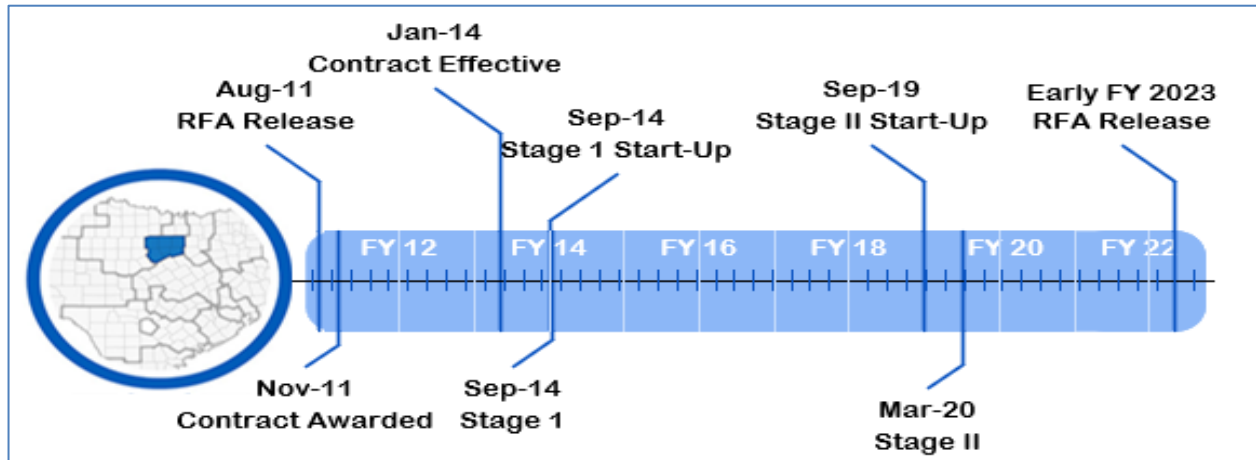 Jan-14
Contract Effective
Aug-11
RFA Release
Sep-14
Stage 1 Start-Up
Sep-19
Stage II Start-Up
Early FY 2023
RFA Release
FY 12
FY 14
FY 16
FY 18
FY 20
FY 22
Nov-11
Contract Awarded
Sep-14
Stage 1
Mar-20
Stage II